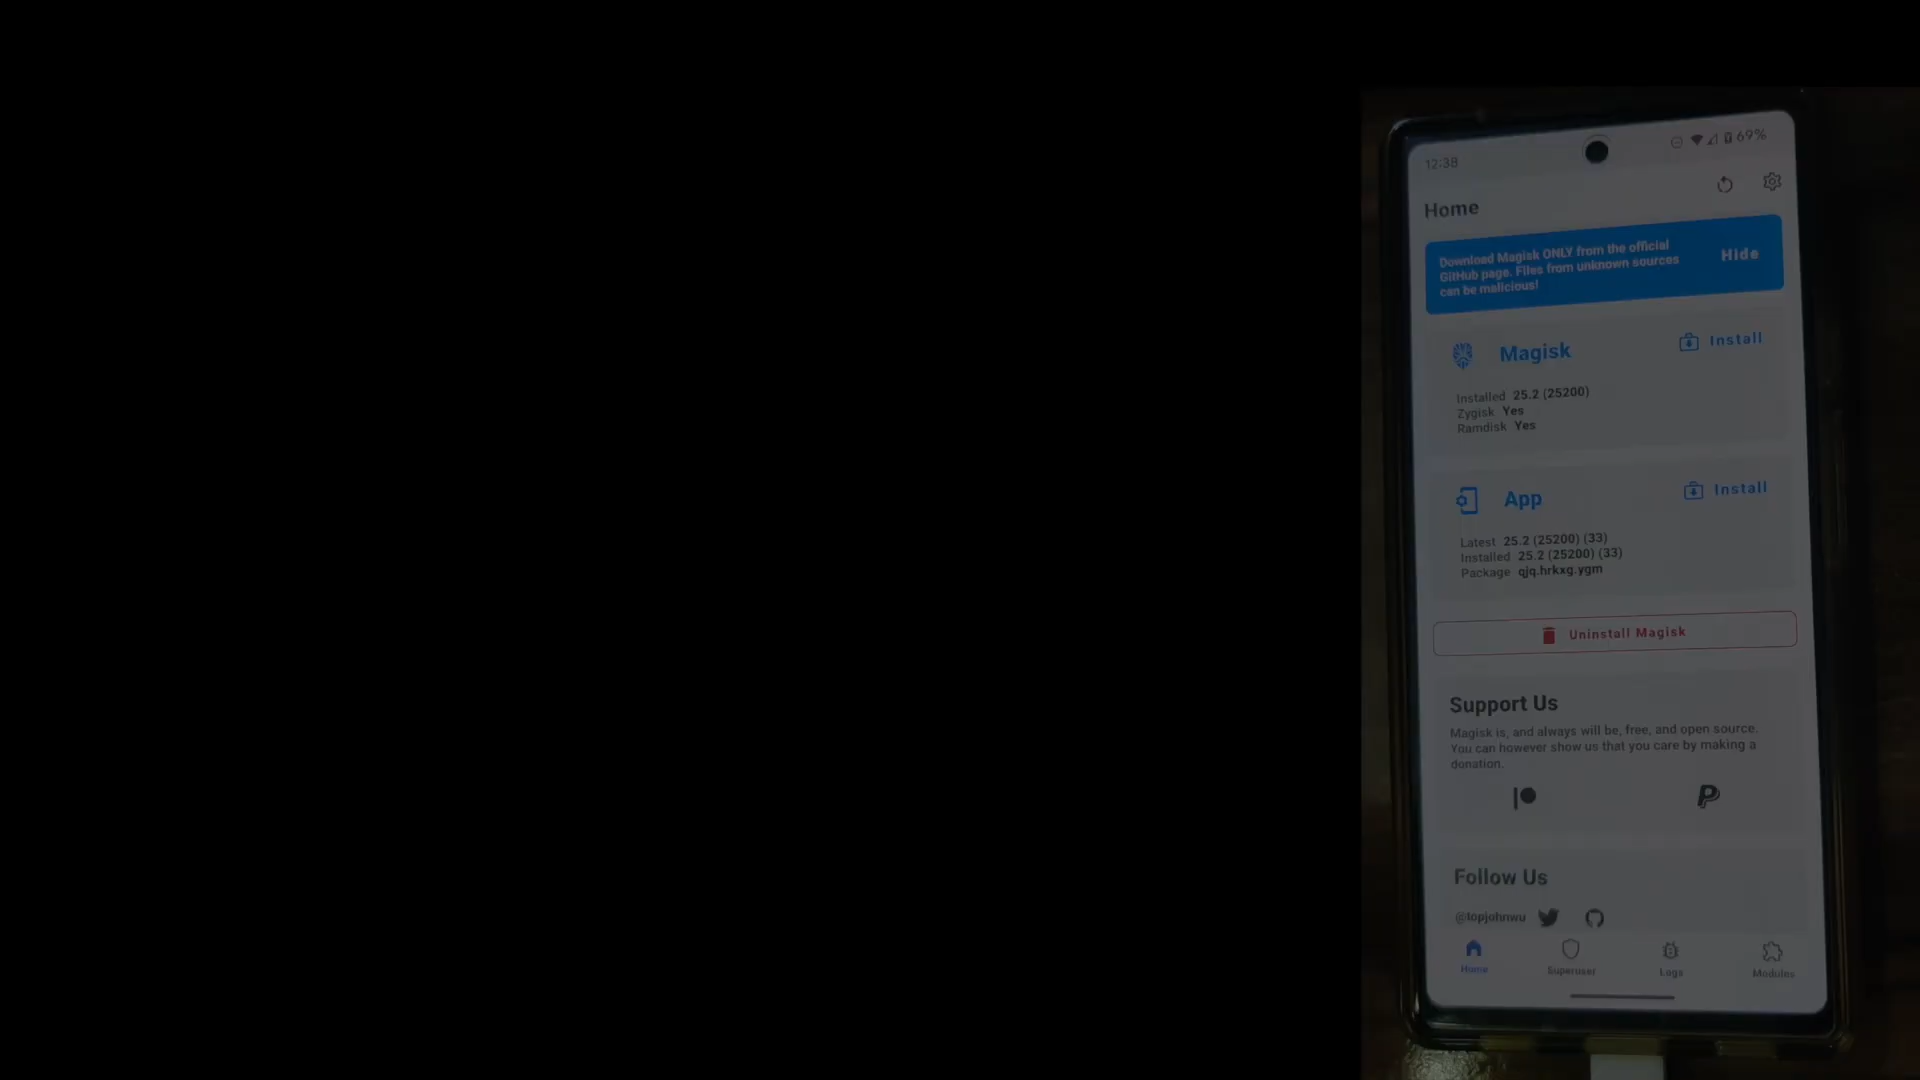 12:38
69%
Home
Download Magisk ONLY from the official
GitHub page. Files from unknown sources
can be malicious!
Hide
Magisk
Install
Installed 25.2 (25200)
Zygisk Yes
Ramdisk Yes
App
Install
Latest 25.2 (25200) (33)
Installed 25.2 (25200) (33)
Package qjq.hrkxg.ygm
Uninstall Magisk
Support Us
Magisk is, and always will be, free, and open source.
You can however show us that you care by making a
donation.
Follow Us
@topjohnwu
Home
Superuser
Logs
Modules